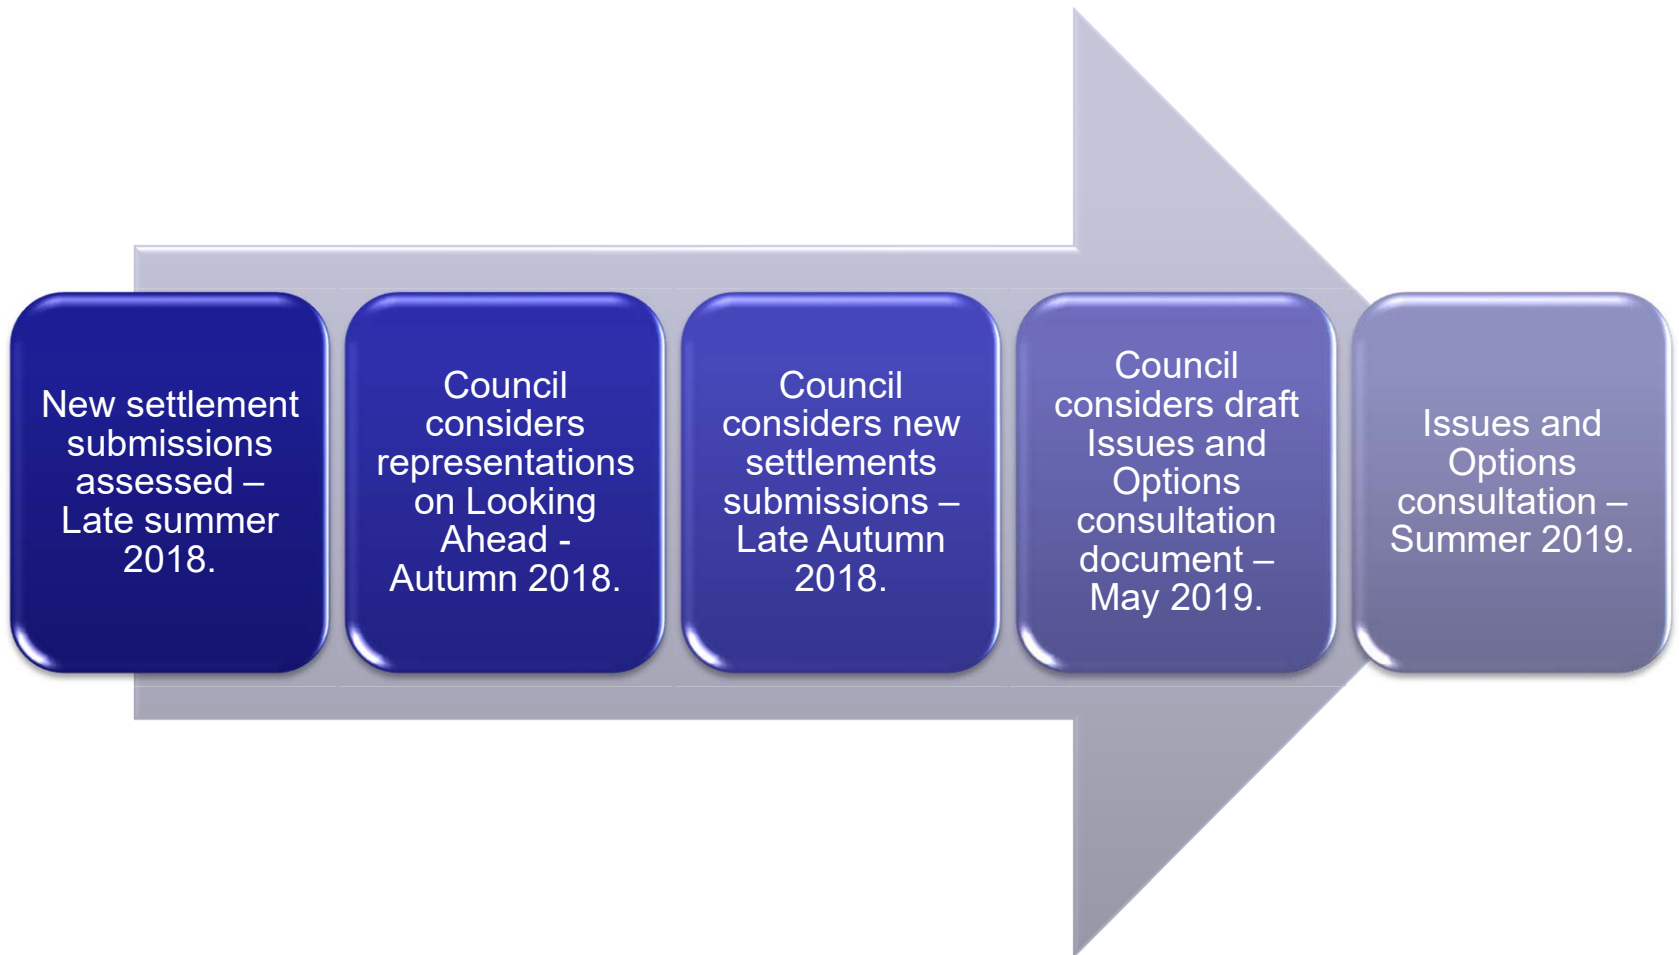 New settlement
submissions
assessed –
Late summer
2018.
Council
considers
representations
on Looking
Ahead -
Autumn 2018.
Council
considers new
settlements
submissions –
Late Autumn
2018.
Council
considers draft
Issues and
Options
consultation
document –
May 2019.
Issues and
Options
consultation –
Summer 2019.